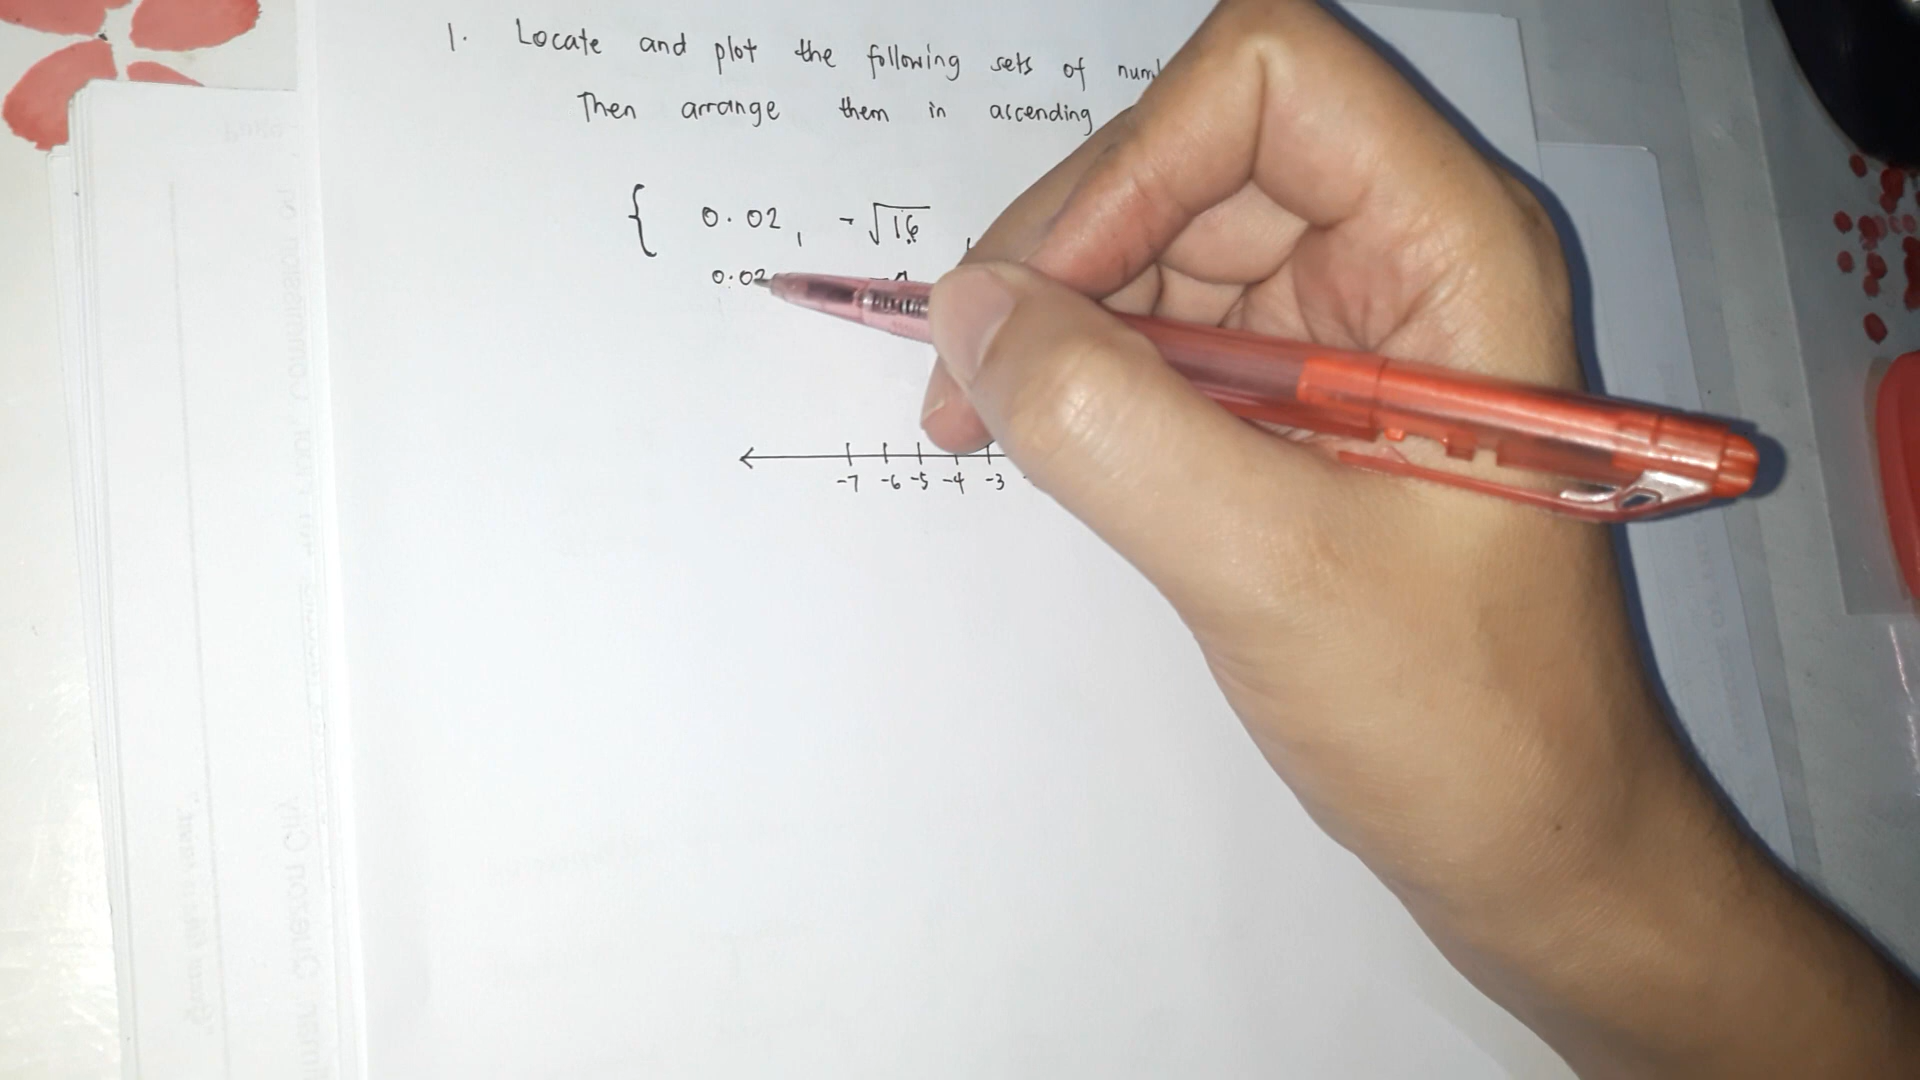 1. Locate and plot the following sets of
Then arrange them in ascending
{ 0.02, -√16 ,
0.02
-7 -6 -5 -4 -3